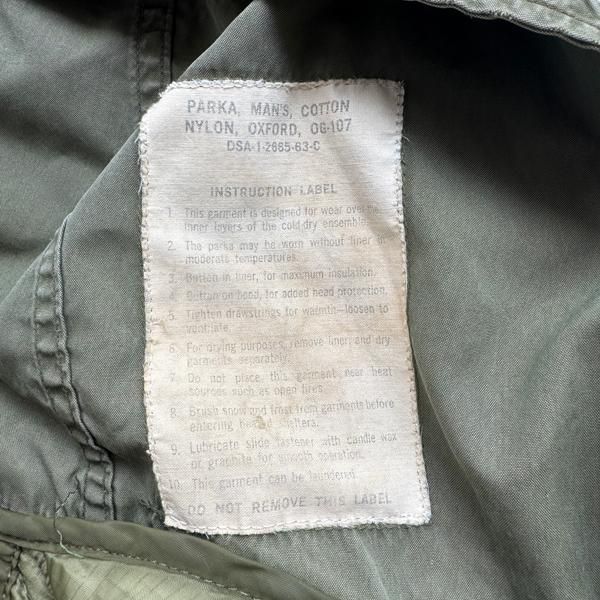 PARKA, MAN'S, COTTON
NYLON, OXFORD, OG-107
DSA-1-2685-63-C
INSTRUCTION LABEL
1. This garment is designed for wear over the
inner layers of the cold-dry ensemble.
2. The parka may be worn without liner in
moderate temperatures.
3. Button in liner, for maximum insulation.
4. Button on hood, for added head protection.
5. Tighten drawstrings for warmth—loosen to
ventilate.
6. For drying purposes, remove liner, and dry
garments separately.
7. Do not place this garment near heat
sources such as open fires.
8. Brush snow and frost from garments before
entering heated shelters.
9. Lubricate slide fastener with candle wax
or graphite for smooth operation.
10. This garment can be laundered.
DO NOT REMOVE THIS LABEL